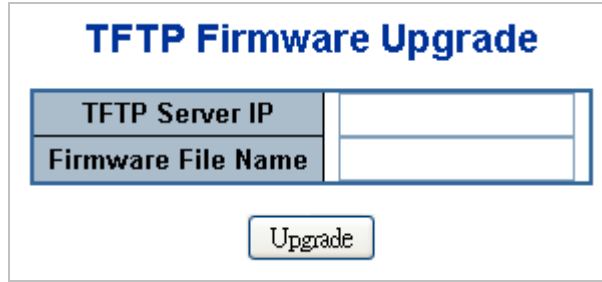 TFTP Firmware Upgrade
TFTP Server IP
Firmware File Name
Upgrade